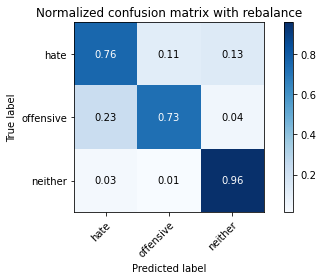 Normalized confusion matrix with rebalance
True label
hate
0.76 0.11 0.13
offensive
0.23 0.73 0.04
neither
0.03 0.01 0.96
hate
offensive
neither
Predicted label
0.8
0.6
0.4
0.2